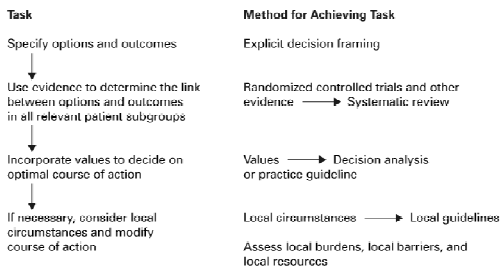 Task
Method for Achieving Task
Specify options and outcomes
Explicit decision framing
Use evidence to determine the link
between options and outcomes
in all relevant patient subgroups
Randomized controlled trials and other
evidence → Systematic review
Incorporate values to decide on
optimal course of action
Values → Decision analysis
or practice guideline
If necessary, consider local
circumstances and modify
course of action
Local circumstances → Local guidelines
Assess local burdens, local barriers, and
local resources